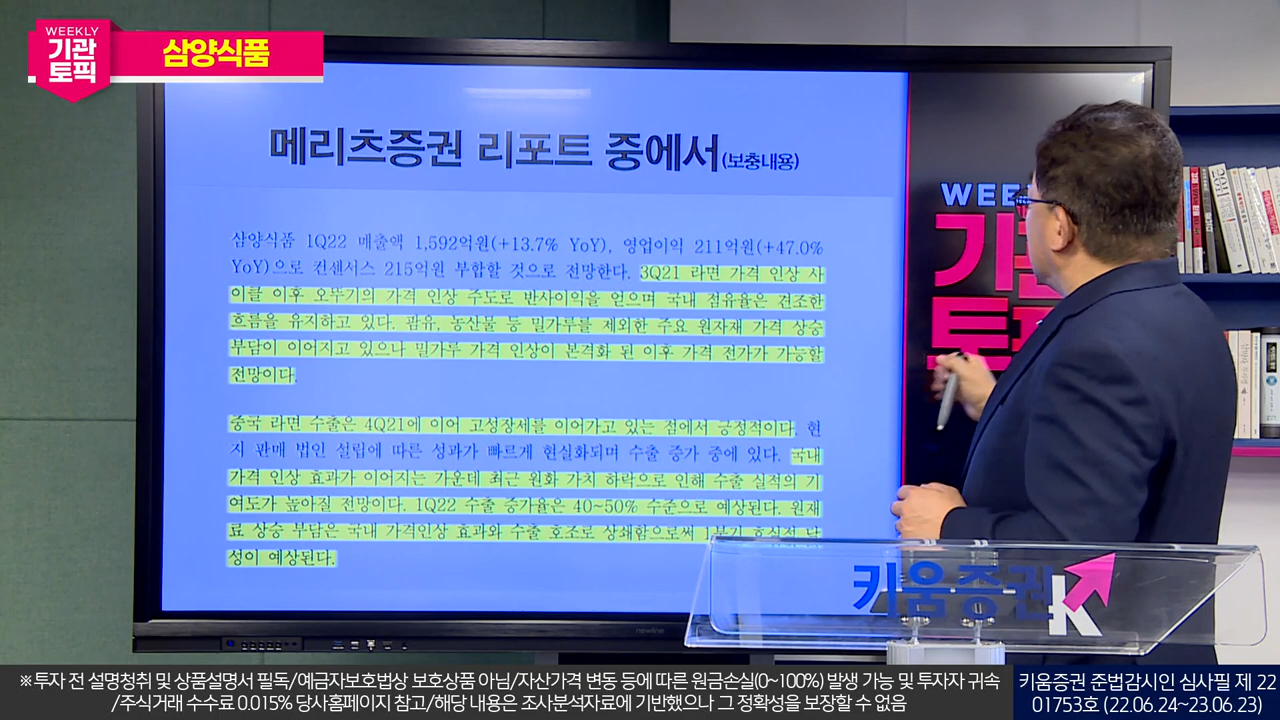 WEEKLY
기관
토픽
삼양식품
메리츠증권 리포트 중에서(보충내용)
삼양식품 1Q22 매출액 1,592억원(+13.7% YoY), 영업이익 211억원(+47.0%
YoY)으로 컨센서스 215억원 부합할 것으로 전망한다. 3Q21 라면 가격 인상 사
이클 이후 오뚜기의 가격 인상 주도로 반사이익을 얻으며 국내 점유율은 견조한
흐름을 유지하고 있다. 팜유, 농산물 등 밀가루를 제외한 주요 원자재 가격 상승
부담이 이어지고 있으나 밀가루 가격 인상이 본격화 된 이후 가격 전가가 가능할
전망이다.
중국 라면 수출은 4Q21에 이어 고성장세를 이어가고 있는 점에서 긍정적이다. 현
지 판매 법인 설립에 따른 성과가 빠르게 현실화되며 수출 증가 중에 있다. 국내
가격 인상 효과가 이어지는 가운데 최근 원화 가치 하락으로 인해 수출 실적의 기
여도가 높아질 전망이다. 1Q22 수출 증가율은 40~50% 수준으로 예상된다. 원재
료 상승 부담은 국내 가격인상 효과와 수출 호조로 상쇄함으로써 1분기 호실적 달
성이 예상된다.
WEE
기관
토
newline
키움증권
K
※투자 전 설명청취 및 상품설명서 필독/예금자보호법상 보호상품 아님/자산가격 변동 등에 따른 원금손실(0~100%) 발생 가능 및 투자자 귀속
/주식거래 수수료 0.015% 당사홈페이지 참고/해당 내용은 조사분석자료에 기반했으나 그 정확성을 보장할 수 없음
키움증권 준법감시인 심사필 제 22
01753호 (22.06.24~23.06.23)